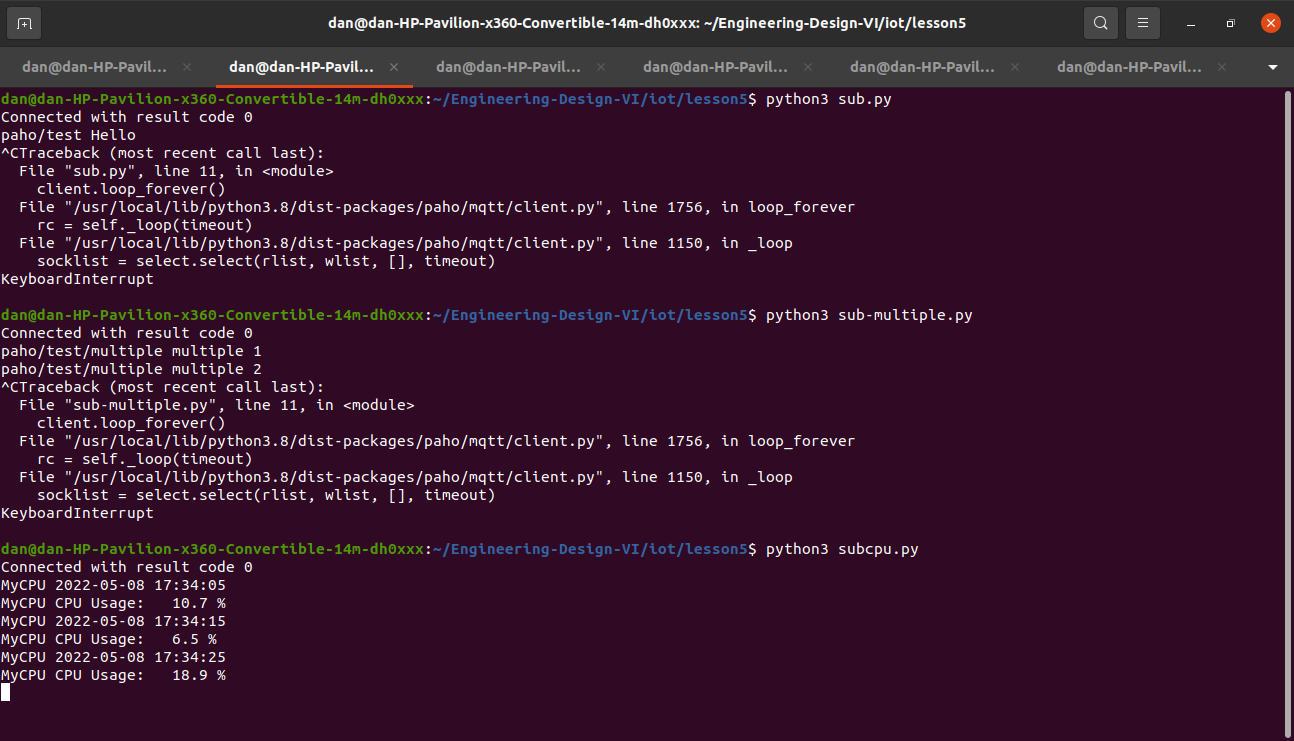 dan@dan-HP-Pavilion-x360-Convertible-14m-dh0xxx: ~/Engineering-Design-VI/iot/lesson5
dan@dan-HP-Pavil... dan@dan-HP-Pavil... dan@dan-HP-Pavil... dan@dan-HP-Pavil... dan@dan-HP-Pavil... dan@dan-HP-Pavil...
dan@dan-HP-Pavilion-x360-Convertible-14m-dh0xxx:~/Engineering-Design-VI/iot/lesson5$ python3 sub.py
Connected with result code 0
paho/test Hello
^CTraceback (most recent call last):
  File "sub.py", line 11, in <module>
    client.loop_forever()
  File "/usr/local/lib/python3.8/dist-packages/paho/mqtt/client.py", line 1756, in loop_forever
    rc = self._loop(timeout)
  File "/usr/local/lib/python3.8/dist-packages/paho/mqtt/client.py", line 1150, in _loop
    socklist = select.select(rlist, wlist, [], timeout)
KeyboardInterrupt
dan@dan-HP-Pavilion-x360-Convertible-14m-dh0xxx:~/Engineering-Design-VI/iot/lesson5$ python3 sub-multiple.py
Connected with result code 0
paho/test/multiple multiple 1
paho/test/multiple multiple 2
^CTraceback (most recent call last):
  File "sub-multiple.py", line 11, in <module>
    client.loop_forever()
  File "/usr/local/lib/python3.8/dist-packages/paho/mqtt/client.py", line 1756, in loop_forever
    rc = self._loop(timeout)
  File "/usr/local/lib/python3.8/dist-packages/paho/mqtt/client.py", line 1150, in _loop
    socklist = select.select(rlist, wlist, [], timeout)
KeyboardInterrupt
dan@dan-HP-Pavilion-x360-Convertible-14m-dh0xxx:~/Engineering-Design-VI/iot/lesson5$ python3 subcpu.py
Connected with result code 0
MyCPU 2022-05-08 17:34:05
MyCPU CPU Usage:   10.7 %
MyCPU 2022-05-08 17:34:15
MyCPU CPU Usage:   6.5 %
MyCPU 2022-05-08 17:34:25
MyCPU CPU Usage:   18.9 %